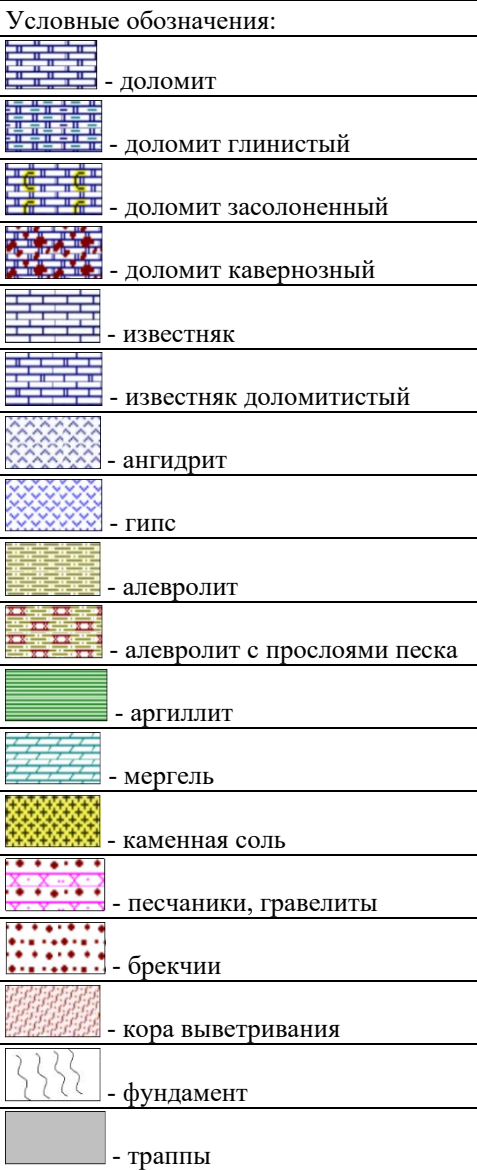 Условные обозначения:
- доломит
- доломит глинистый
- доломит засолоненный
- доломит кавернозный
- известняк
- известняк доломитистый
- ангидрит
- гипс
- алевролит
- алевролит с прослоями песка
- аргиллит
- мергель
- каменная соль
- песчаники, гравелиты
- брекчии
- кора выветривания
- фундамент
- траппы